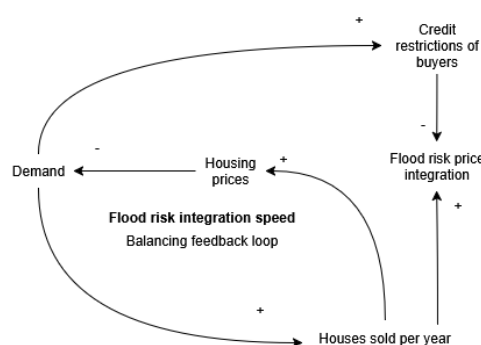 +
Credit
restrictions of
buyers
-
-
Housing
prices
+
Demand
Flood risk price
integration
+
Flood risk integration speed
Balancing feedback loop
+
Houses sold per year